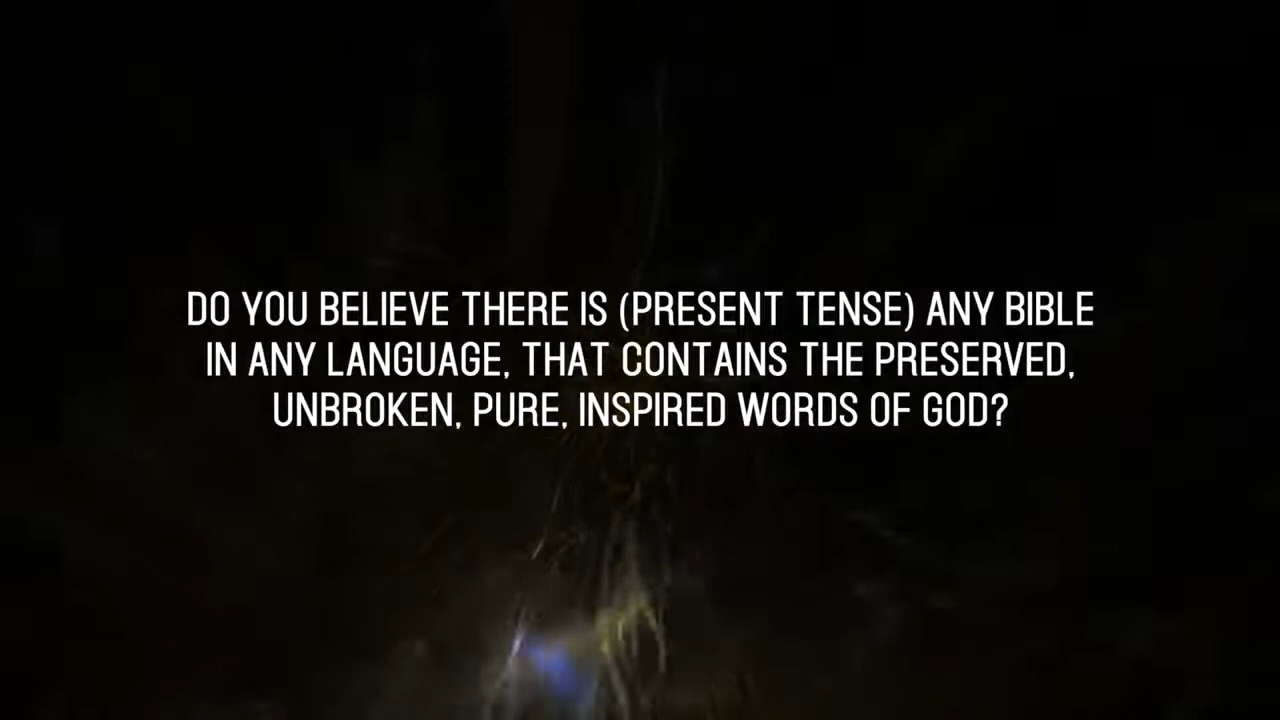 DO YOU BELIEVE THERE IS (PRESENT TENSE) ANY BIBLE
IN ANY LANGUAGE, THAT CONTAINS THE PRESERVED,
UNBROKEN, PURE, INSPIRED WORDS OF GOD?